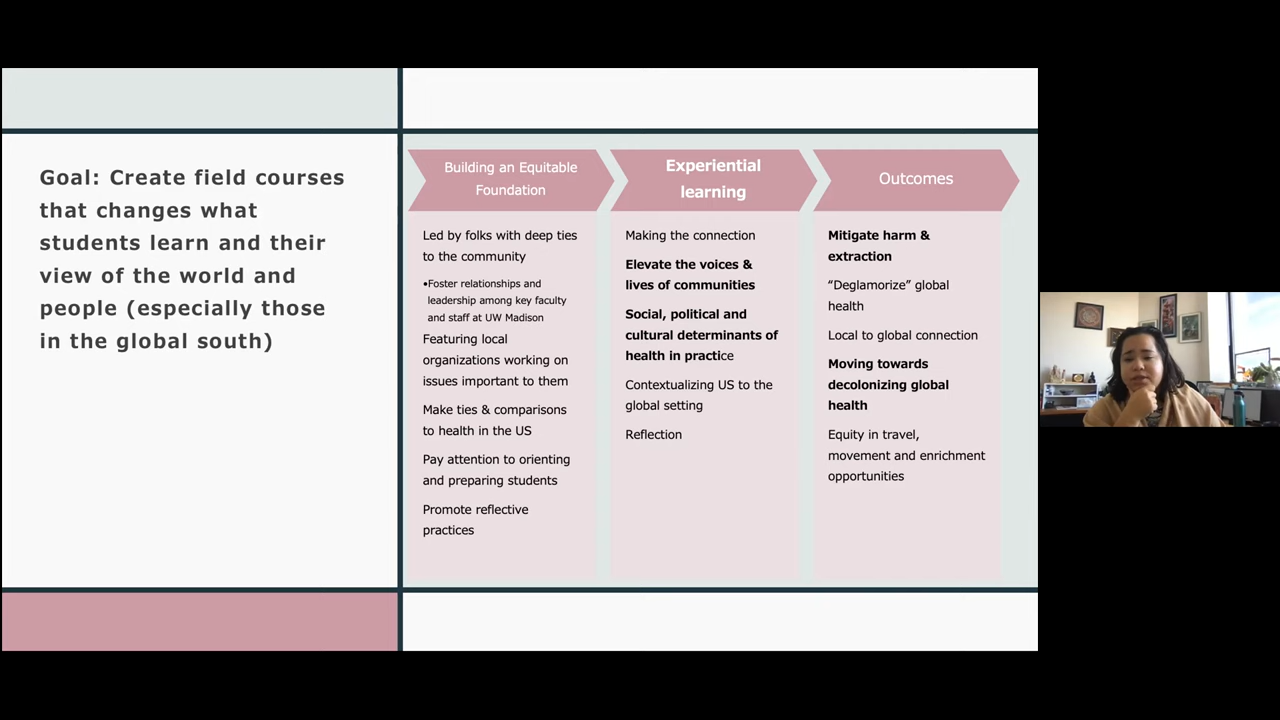 Goal: Create field courses
that changes what
students learn and their
view of the world and
people (especially those
in the global south)
Building an Equitable
Foundation
Led by folks with deep ties
to the community
•Foster relationships and
leadership among key faculty
and staff at UW Madison
Featuring local
organizations working on
issues important to them
Make ties & comparisons
to health in the US
Pay attention to orienting
and preparing students
Promote reflective
practices
Experiential
learning
Making the connection
Elevate the voices &
lives of communities
Social, political and
cultural determinants of
health in practice
Contextualizing US to the
global setting
Reflection
Outcomes
Mitigate harm &
extraction
“Deglamorize” global
health
Local to global connection
Moving towards
decolonizing global
health
Equity in travel,
movement and enrichment
opportunities